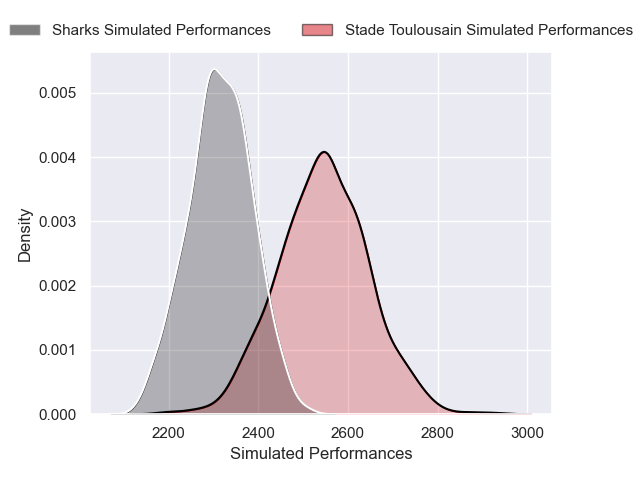 Sharks Simulated Performances
Stade Toulousain Simulated Performances
0.005
0.004
0.003
0.002
0.001
0.000
Density
2200
2400
2600
2800
3000
Simulated Performances